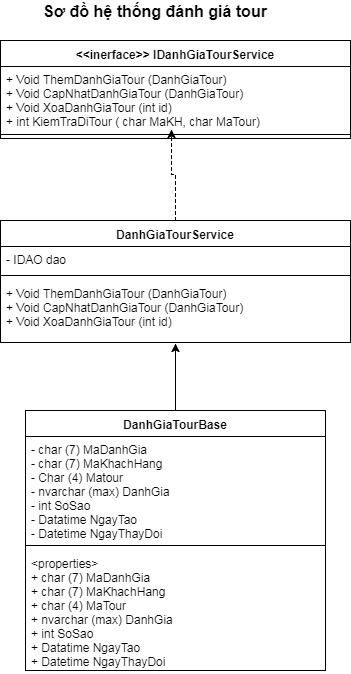 Sơ đồ hệ thống đánh giá tour
<<inerface>> IDanhGiaTourService
+ Void ThemDanhGiaTour (DanhGiaTour)
+ Void CapNhatDanhGiaTour (DanhGiaTour)
+ Void XoaDanhGiaTour (int id)
+ int KiemTraDiTour ( char MaKH, char MaTour)
DanhGiaTourService
- IDAO dao
+ Void ThemDanhGiaTour (DanhGiaTour)
+ Void CapNhatDanhGiaTour (DanhGiaTour)
+ Void XoaDanhGiaTour (int id)
DanhGiaTourBase
- char (7) MaDanhGia
- char (7) MaKhachHang
- Char (4) Matour
- nvarchar (max) DanhGia
- int SoSao
- Datatime NgayTao
- Datetime NgayThayDoi
<properties>
+ char (7) MaDanhGia
+ char (7) MaKhachHang
+ char (4) MaTour
+ nvarchar (max) DanhGia
+ int SoSao
+ Datatime NgayTao
+ Datetime NgayThayDoi